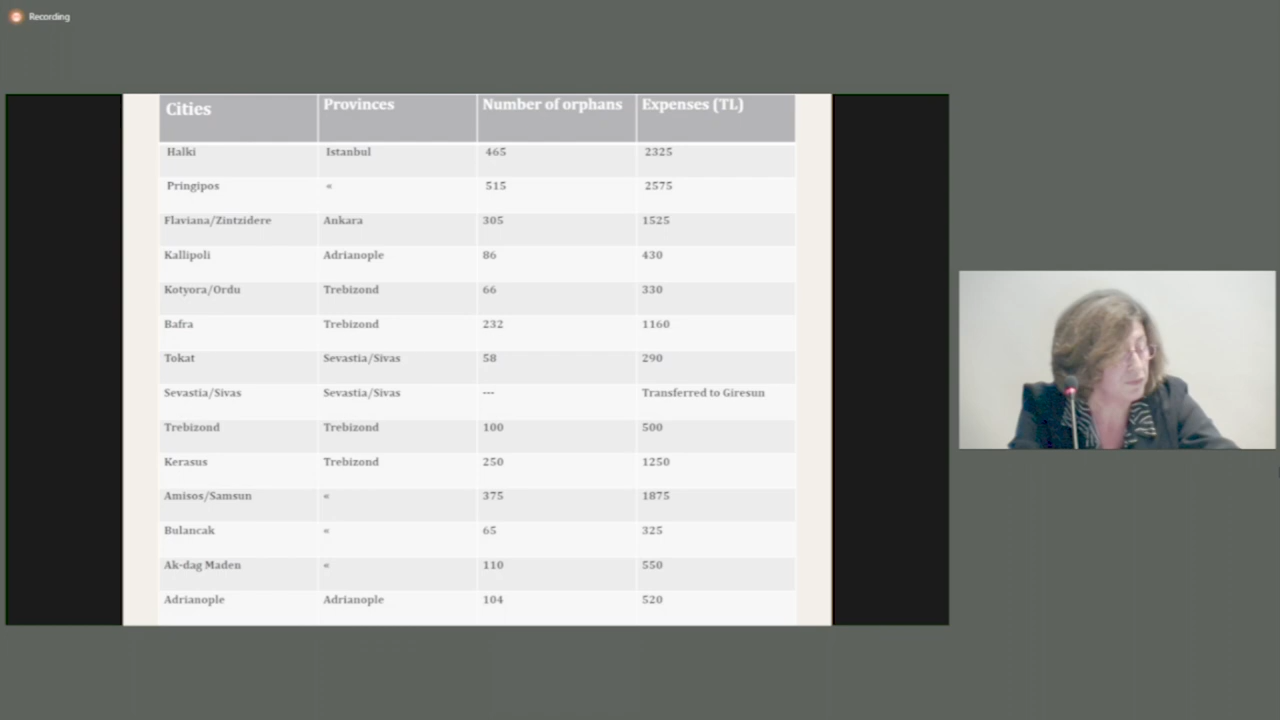 Recording
Cities Provinces Number of orphans Expenses (TL)
Halki Istanbul 465 2325
Pringipos « 515 2575
Flaviana/Zintzidere Ankara 305 1525
Kallipoli Adrianople 86 430
Kotyora/Ordu Trebizond 66 330
Bafra Trebizond 232 1160
Tokat Sevastia/Sivas 58 290
Sevastia/Sivas Sevastia/Sivas --- Transferred to Giresun
Trebizond Trebizond 100 500
Kerasus Trebizond 250 1250
Amisos/Samsun « 375 1875
Bulancak « 65 325
Ak-dag Maden « 110 550
Adrianople Adrianople 104 520